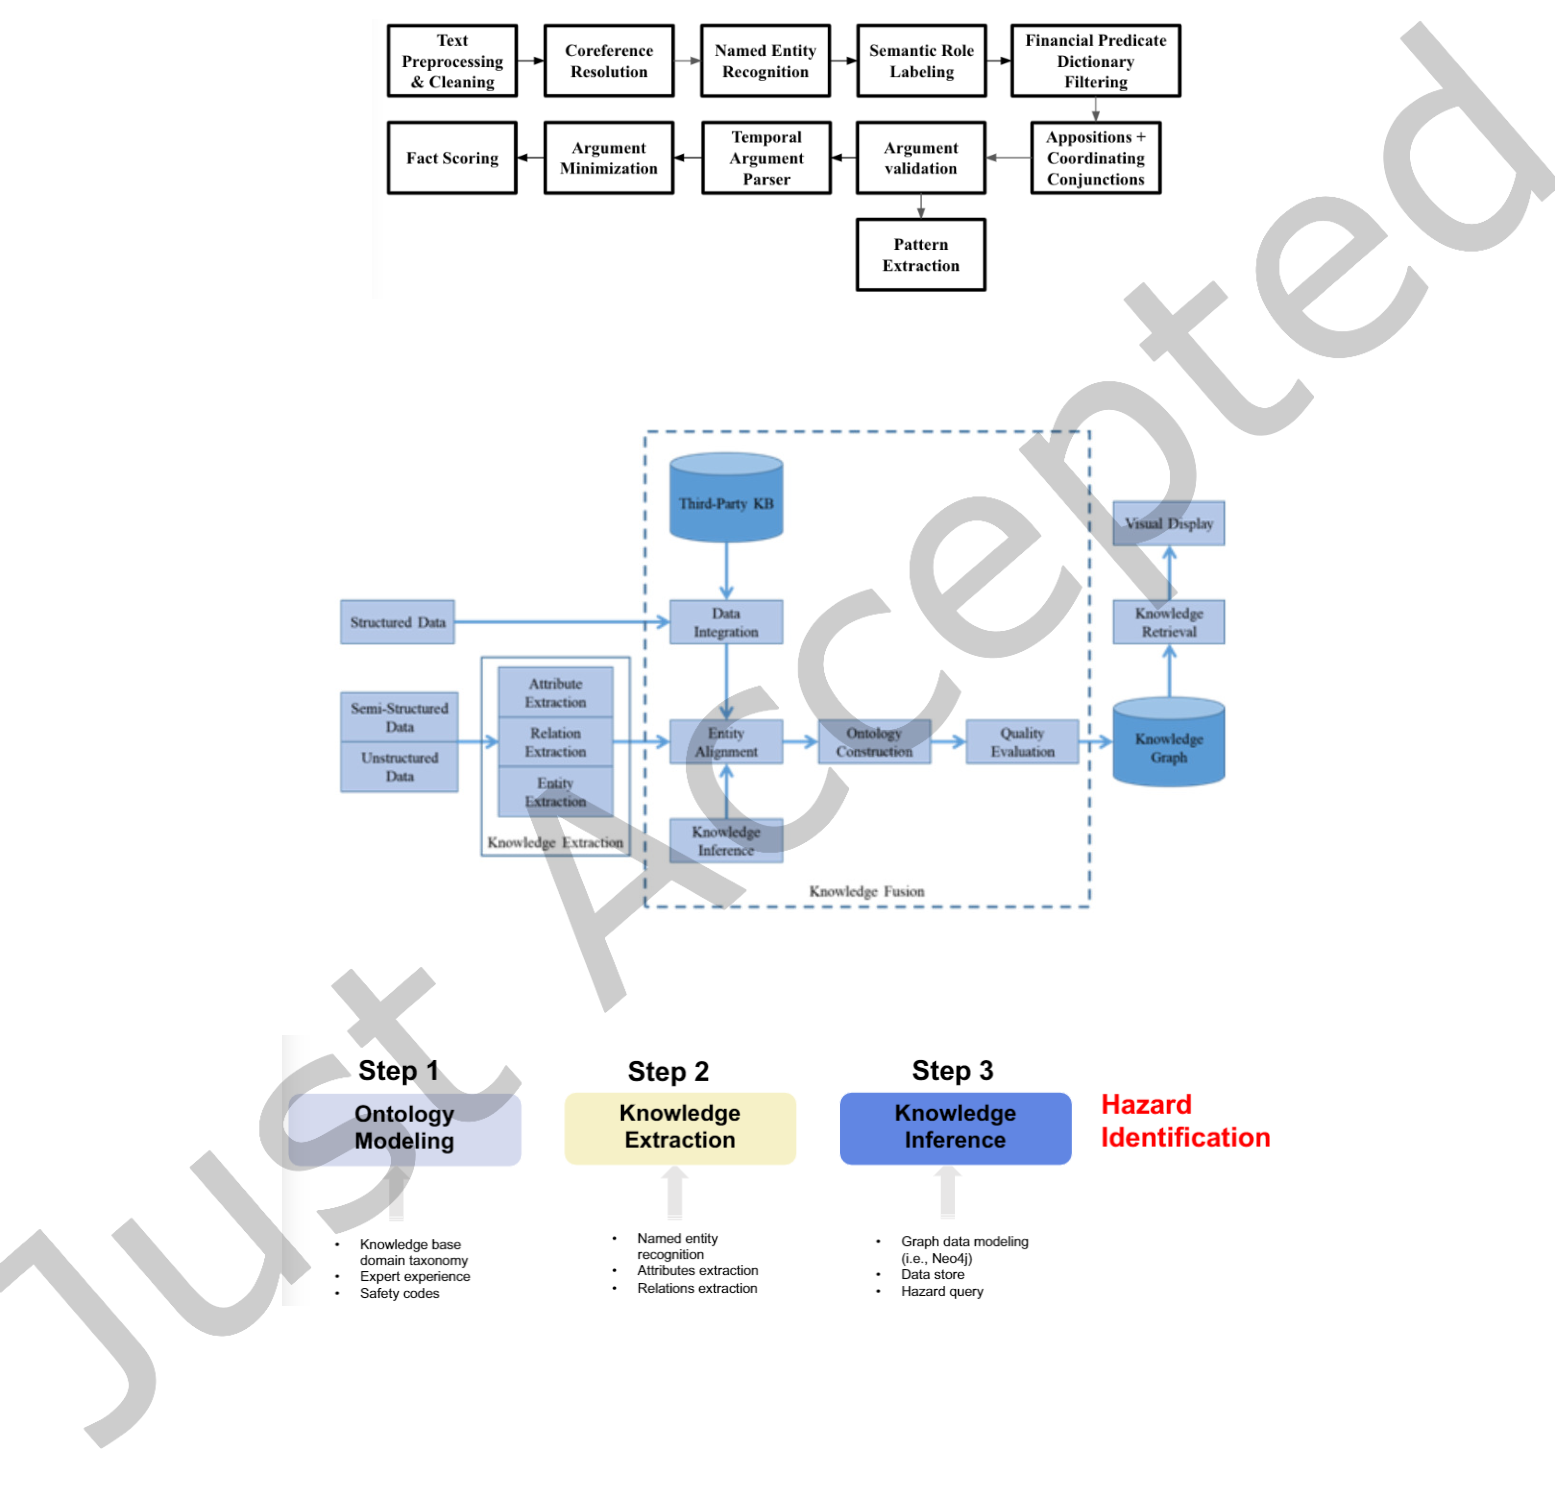 Text
Preprocessing
& Cleaning
Coreference
Resolution
Named Entity
Recognition
Semantic Role
Labeling
Financial Predicate
Dictionary
Filtering
Fact Scoring
Argument
Minimization
Temporal
Argument
Parser
Argument
validation
Appositions +
Coordinating
Conjunctions
Pattern
Extraction
Third-Party KB
Visual Display
Structured Data
Data
Integration
Knowledge
Retrieval
Semi-Structured
Data
Unstructured
Data
Attribute
Extraction
Relation
Extraction
Entity
Extraction
Knowledge Extraction
Entity
Alignment
Ontology
Construction
Quality
Evaluation
Knowledge
Graph
Knowledge
Inference
Knowledge Fusion
Step 1
Ontology
Modeling
• Knowledge base
domain taxonomy
• Expert experience
• Safety codes
Step 2
Knowledge
Extraction
• Named entity
recognition
• Attributes extraction
• Relations extraction
Step 3
Knowledge
Inference
• Graph data modeling
(i.e., Neo4j)
• Data store
• Hazard query
Hazard
Identification
Just Accepted